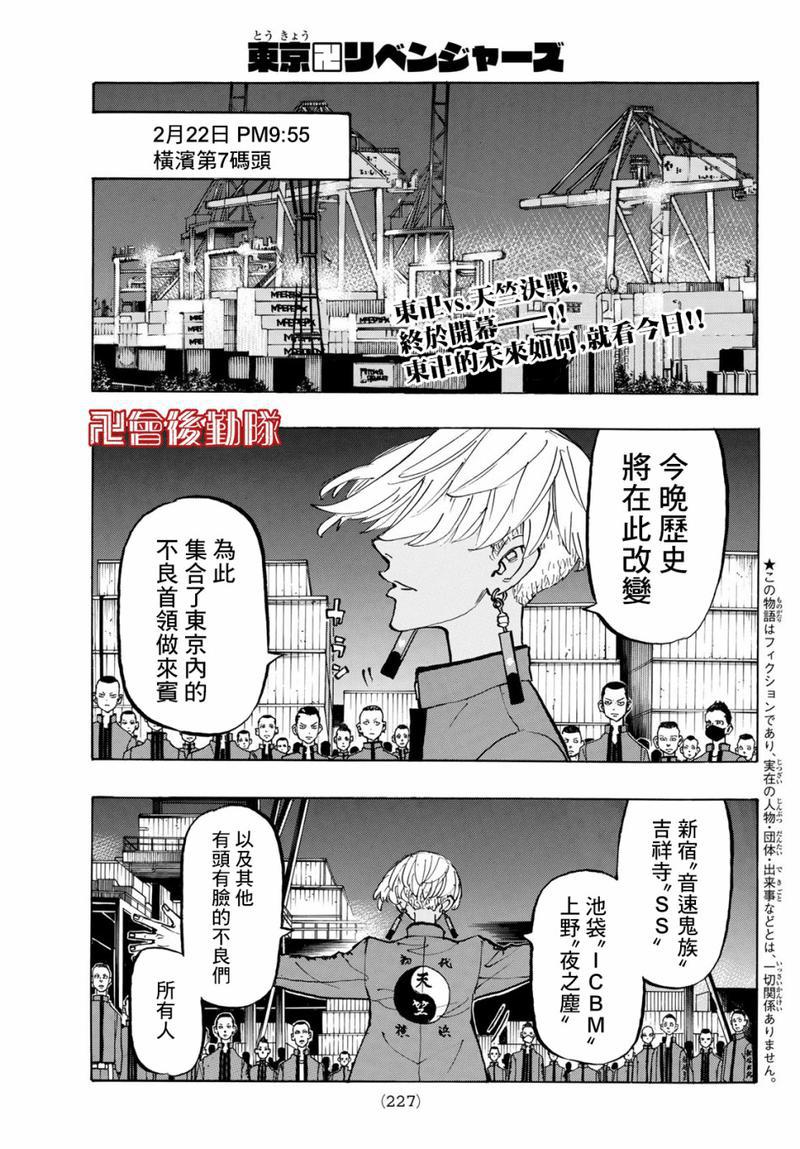 とう きょう
東京卍リベンジャーズ
2月22日 PM9:55
橫濱第7碼頭
東卍vs.天竺決戰,
終於開幕——!!
東卍的未來如何,就看今日!!
卍會後勤隊
今晚歷史
將在此改變
為此
集合了東京內的
不良首領做來賓
カラン
★この物語はフィクションであり、実在の人物・団体・出来事などとは、一切関係ありません。
新宿"音速鬼族"
吉祥寺"SS"
池袋"ICBM"
上野"夜之塵"
以及其他
有頭有臉的不良們
所有人
初代
天竺
横浜
(227)